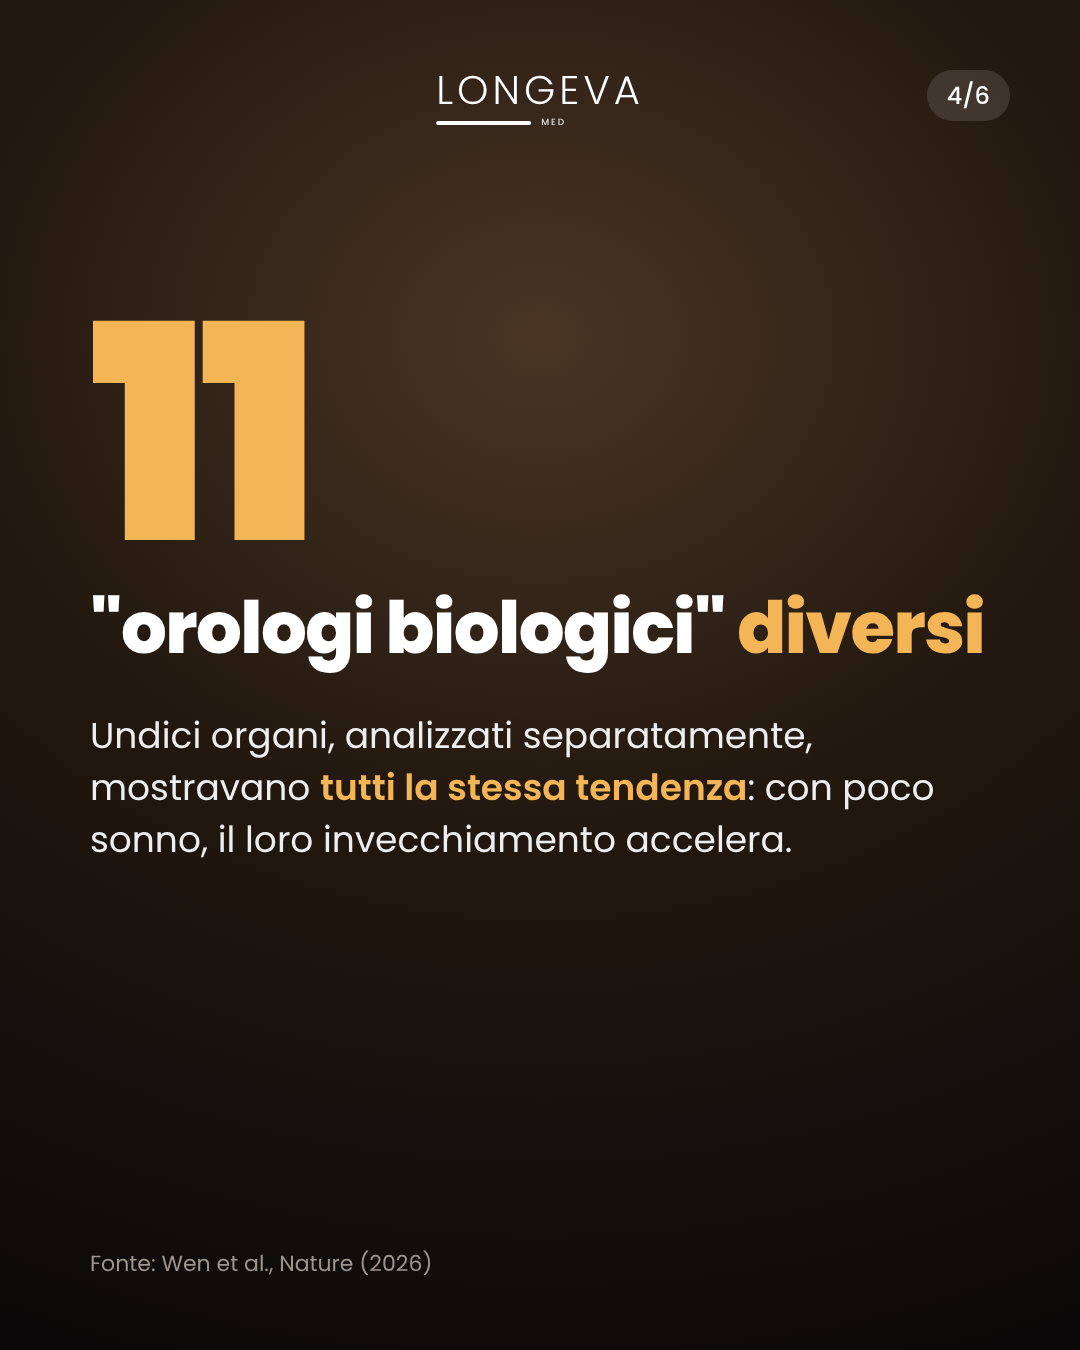 LONGEVA
MED
4/6
11
"orologi biologici" diversi
Undici organi, analizzati separatamente,
mostravano tutti la stessa tendenza: con poco
sonno, il loro invecchiamento accelera.
Fonte: Wen et al., Nature (2026)